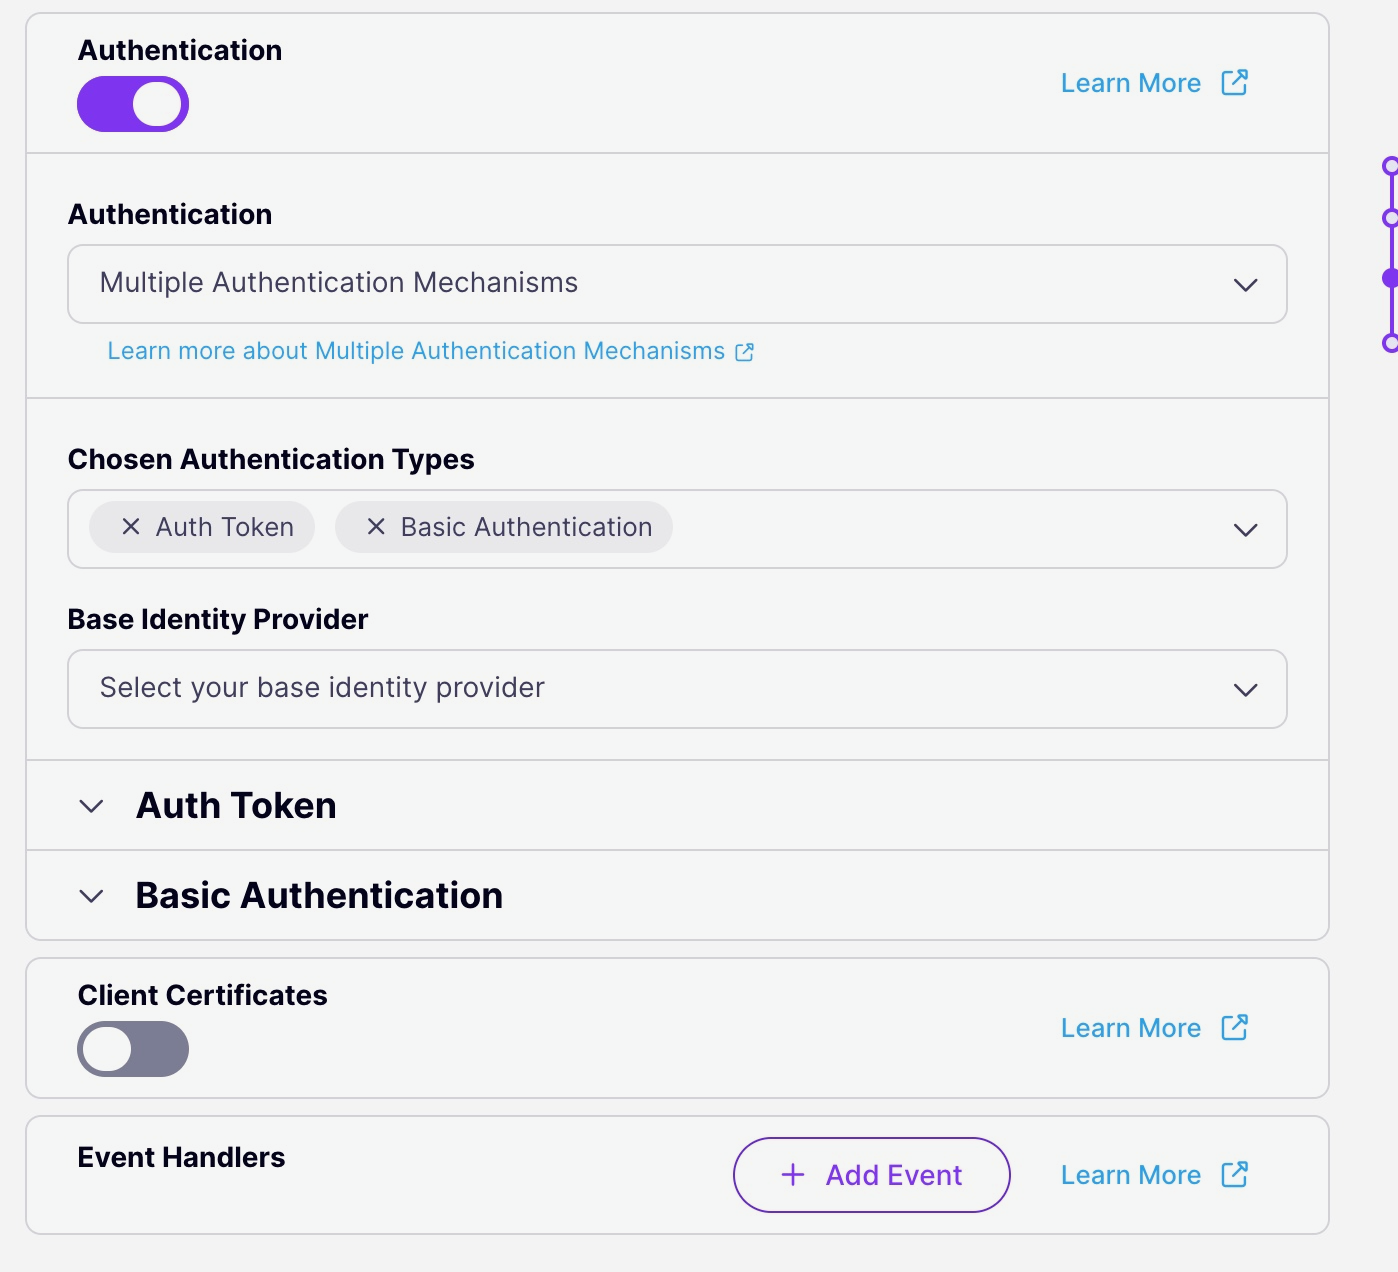 Authentication
Learn More
Authentication
Multiple Authentication Mechanisms
Learn more about Multiple Authentication Mechanisms
Chosen Authentication Types
Auth Token
Basic Authentication
Base Identity Provider
Select your base identity provider
Auth Token
Basic Authentication
Client Certificates
Learn More
Event Handlers
Add Event
Learn More